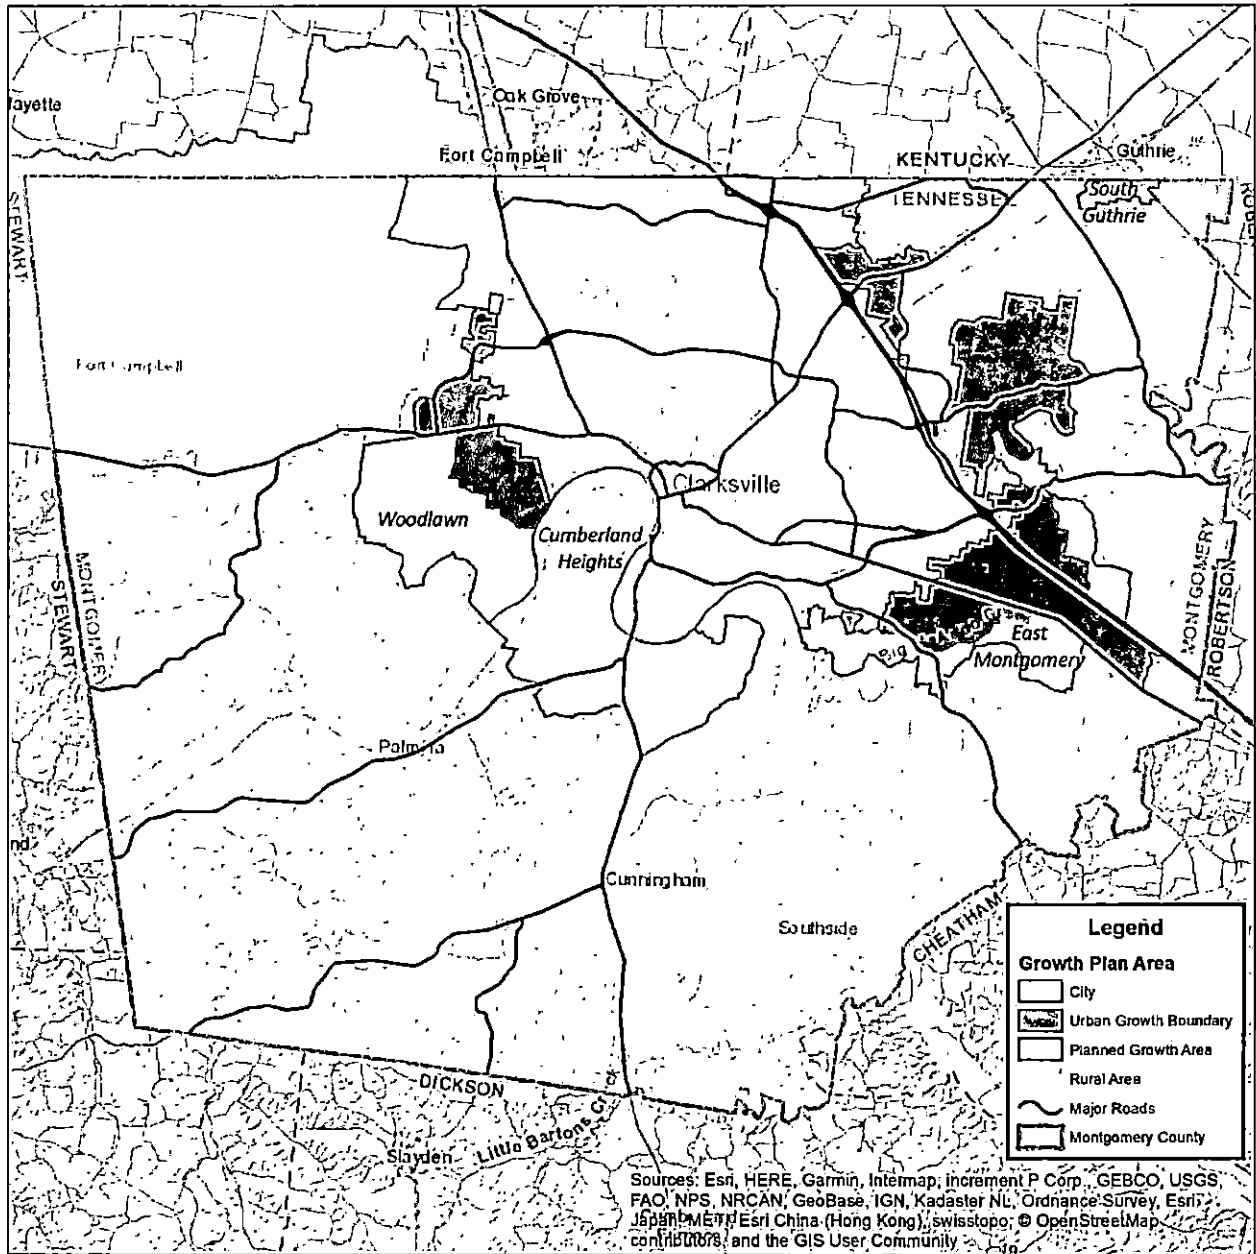 fayette
Oak Grove
Fort Campbell
KENTUCKY
Guthrie
TENNESSEE
South
Guthrie
STEWART
Fort Campbell
Clarksville
Woodlawn
Cumberland
Heights
MONTGOMERY
STEWART
MONTGOMERY
ROBERTSON
East
Montgomery
Big
Palmyra
nd
Cunningham
Southside
CHEATHAM
Legend
Growth Plan Area
City
Urban Growth Boundary
Planned Growth Area
Rural Area
Major Roads
Montgomery County
DICKSON
Slayden
Little Bartons Cr
Sources: Esri, HERE, Garmin, Intermap, increment P Corp., GEBCO, USGS,
FAO, NPS, NRCAN, GeoBase, IGN, Kadaster NL, Ordnance Survey, Esri
Japan, METI, Esri China (Hong Kong), swisstopo, © OpenStreetMap
contributors, and the GIS User Community